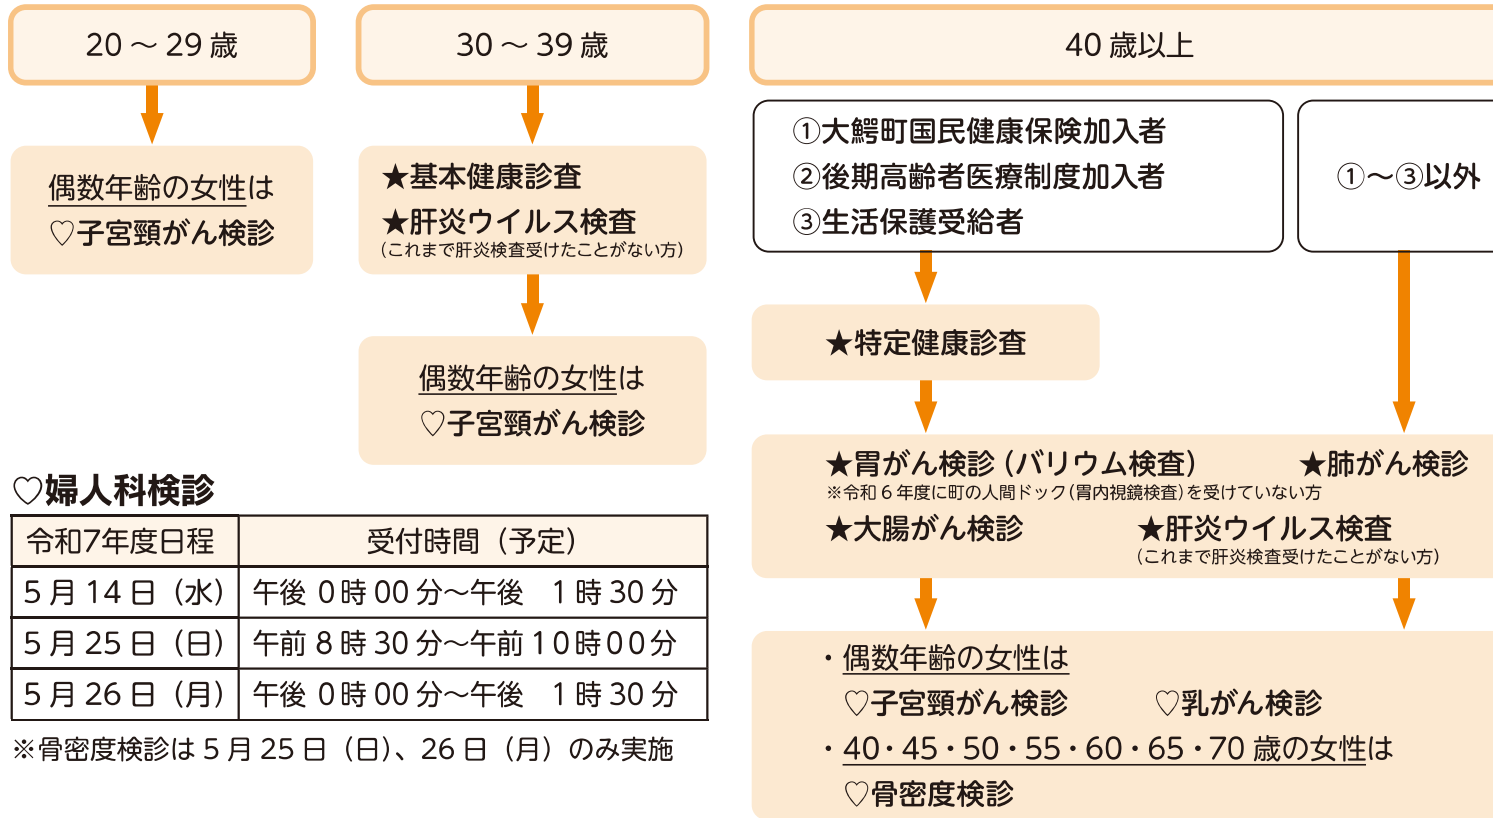 20～29歳
偶数年齢の女性は
♡子宮頸がん検診
30～39歳
★基本健康診査
★肝炎ウイルス検査
（これまで肝炎検査受けたことがない方）
偶数年齢の女性は
♡子宮頸がん検診
40歳以上
①大鰐町国民健康保険加入者
②後期高齢者医療制度加入者
③生活保護受給者
①～③以外
★特定健康診査
★胃がん検診（バリウム検査） ★肺がん検診
※令和6年度に町の人間ドック（胃内視鏡検査）を受けていない方
★大腸がん検診 ★肝炎ウイルス検査
（これまで肝炎検査受けたことがない方）
・偶数年齢の女性は
♡子宮頸がん検診 ♡乳がん検診
・40・45・50・55・60・65・70歳の女性は
♡骨密度検診
♡婦人科検診
令和7年度日程 受付時間（予定）
5月14日（水） 午後 0時00分～午後 1時30分
5月25日（日） 午前 8時30分～午前10時00分
5月26日（月） 午後 0時00分～午後 1時30分
※骨密度検診は5月25日（日）、26日（月）のみ実施